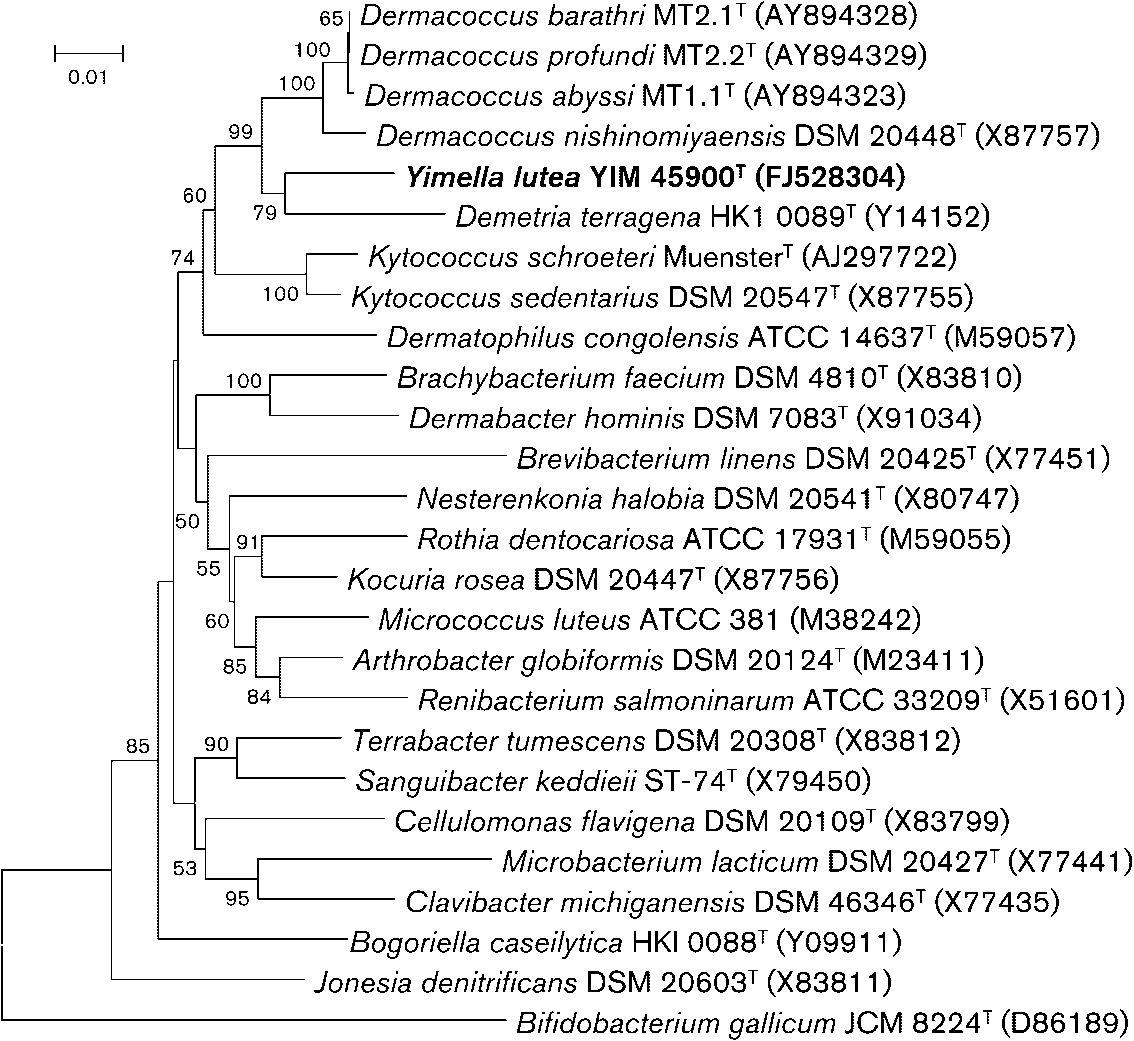 65 Dermacoccus barathri MT2.1ᵀ (AY894328)
0.01
100 Dermacoccus profundi MT2.2ᵀ (AY894329)
100 Dermacoccus abyssi MT1.1ᵀ (AY894323)
99 Dermacoccus nishinomiyaensis DSM 20448ᵀ (X87757)
Yimella lutea YIM 45900ᵀ (FJ528304)
60
79 Demetria terragena HK1 0089ᵀ (Y14152)
74 Kytococcus schroeteri Muensterᵀ (AJ297722)
100 Kytococcus sedentarius DSM 20547ᵀ (X87755)
Dermatophilus congolensis ATCC 14637ᵀ (M59057)
100 Brachybacterium faecium DSM 4810ᵀ (X83810)
Dermabacter hominis DSM 7083ᵀ (X91034)
Brevibacterium linens DSM 20425ᵀ (X77451)
Nesterenkonia halobia DSM 20541ᵀ (X80747)
50
91 Rothia dentocariosa ATCC 17931ᵀ (M59055)
55 Kocuria rosea DSM 20447ᵀ (X87756)
60 Micrococcus luteus ATCC 381 (M38242)
85 Arthrobacter globiformis DSM 20124ᵀ (M23411)
84 Renibacterium salmoninarum ATCC 33209ᵀ (X51601)
85 90 Terrabacter tumescens DSM 20308ᵀ (X83812)
Sanguibacter keddieii ST-74ᵀ (X79450)
Cellulomonas flavigena DSM 20109ᵀ (X83799)
53 Microbacterium lacticum DSM 20427ᵀ (X77441)
95 Clavibacter michiganensis DSM 46346ᵀ (X77435)
Bogoriella caseilytica HKI 0088ᵀ (Y09911)
Jonesia denitrificans DSM 20603ᵀ (X83811)
Bifidobacterium gallicum JCM 8224ᵀ (D86189)